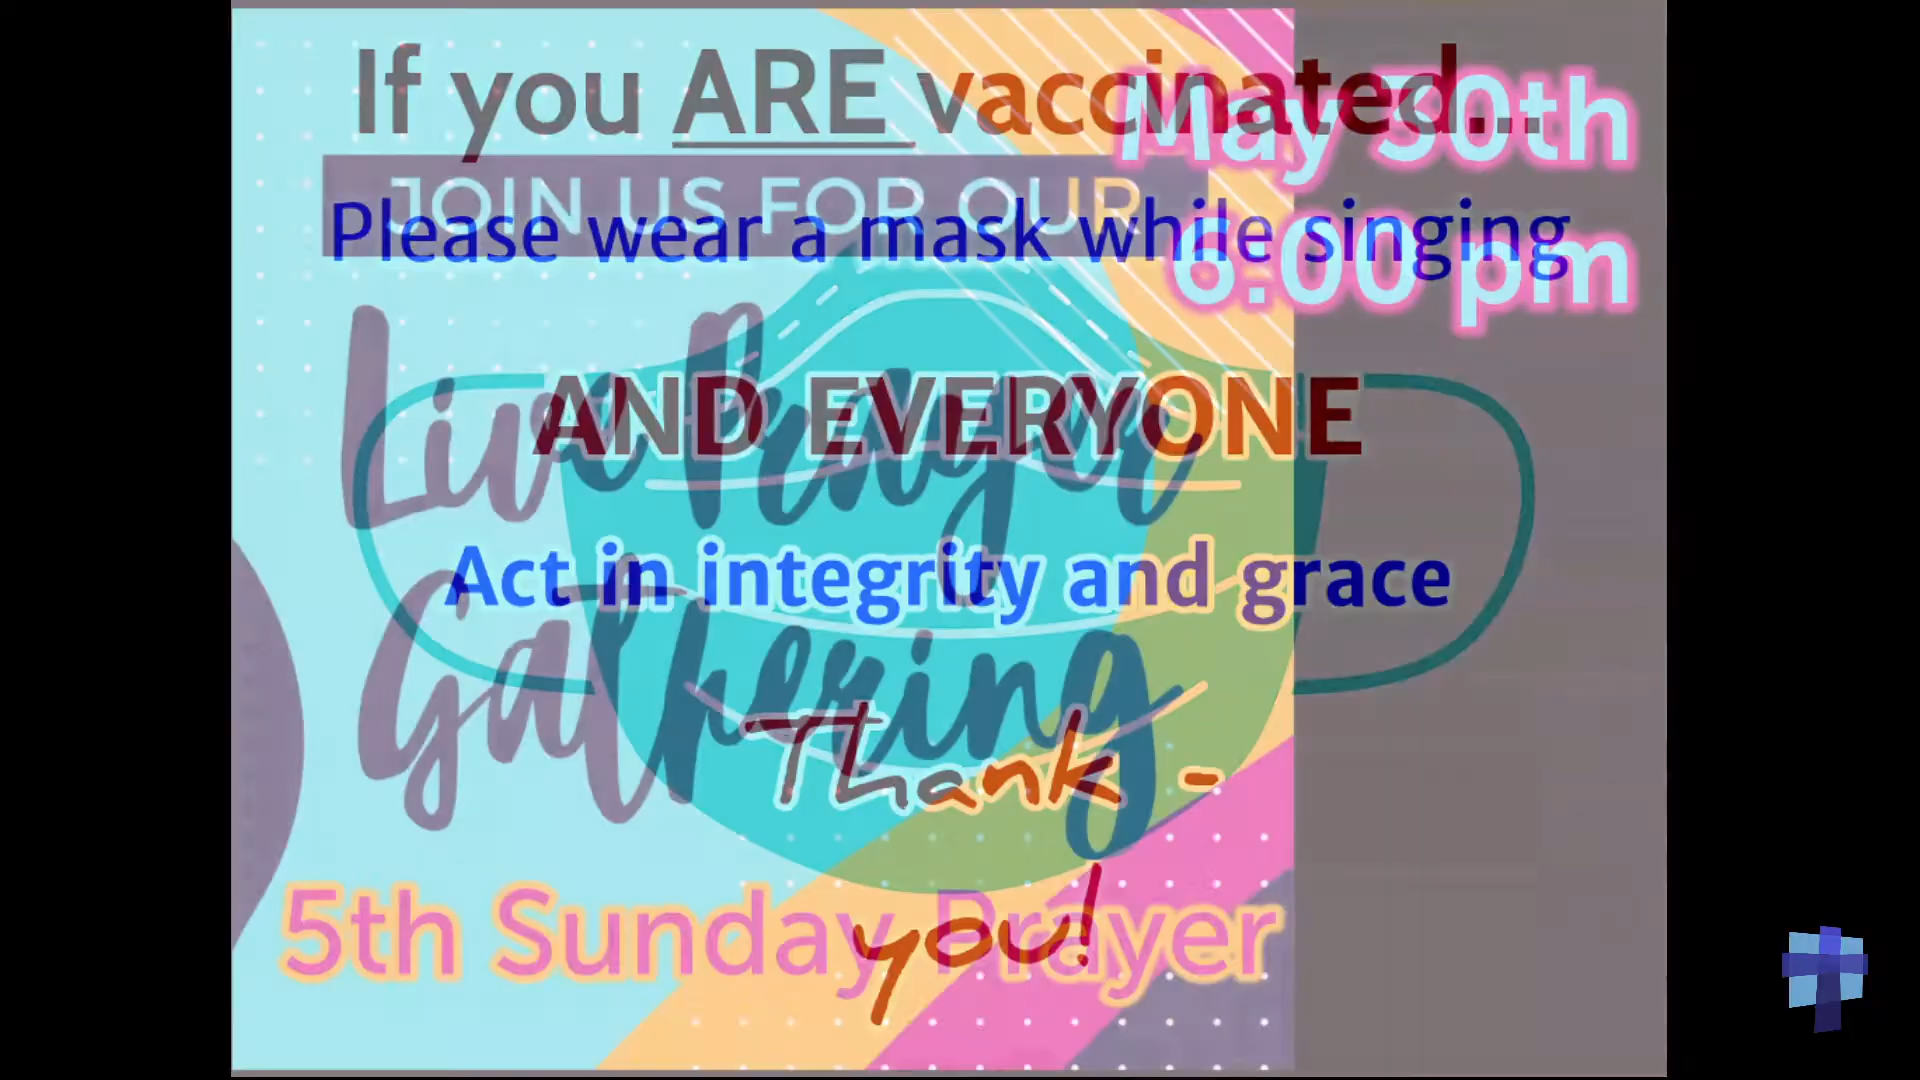 If you ARE vaccinated...
May 30th
JOIN US FOR OUR
Please wear a mask while singing
6:00 pm
Live Prayer
AND EVERYONE
Act in integrity and grace
Gathering
Thank -
you!
5th Sunday Prayer